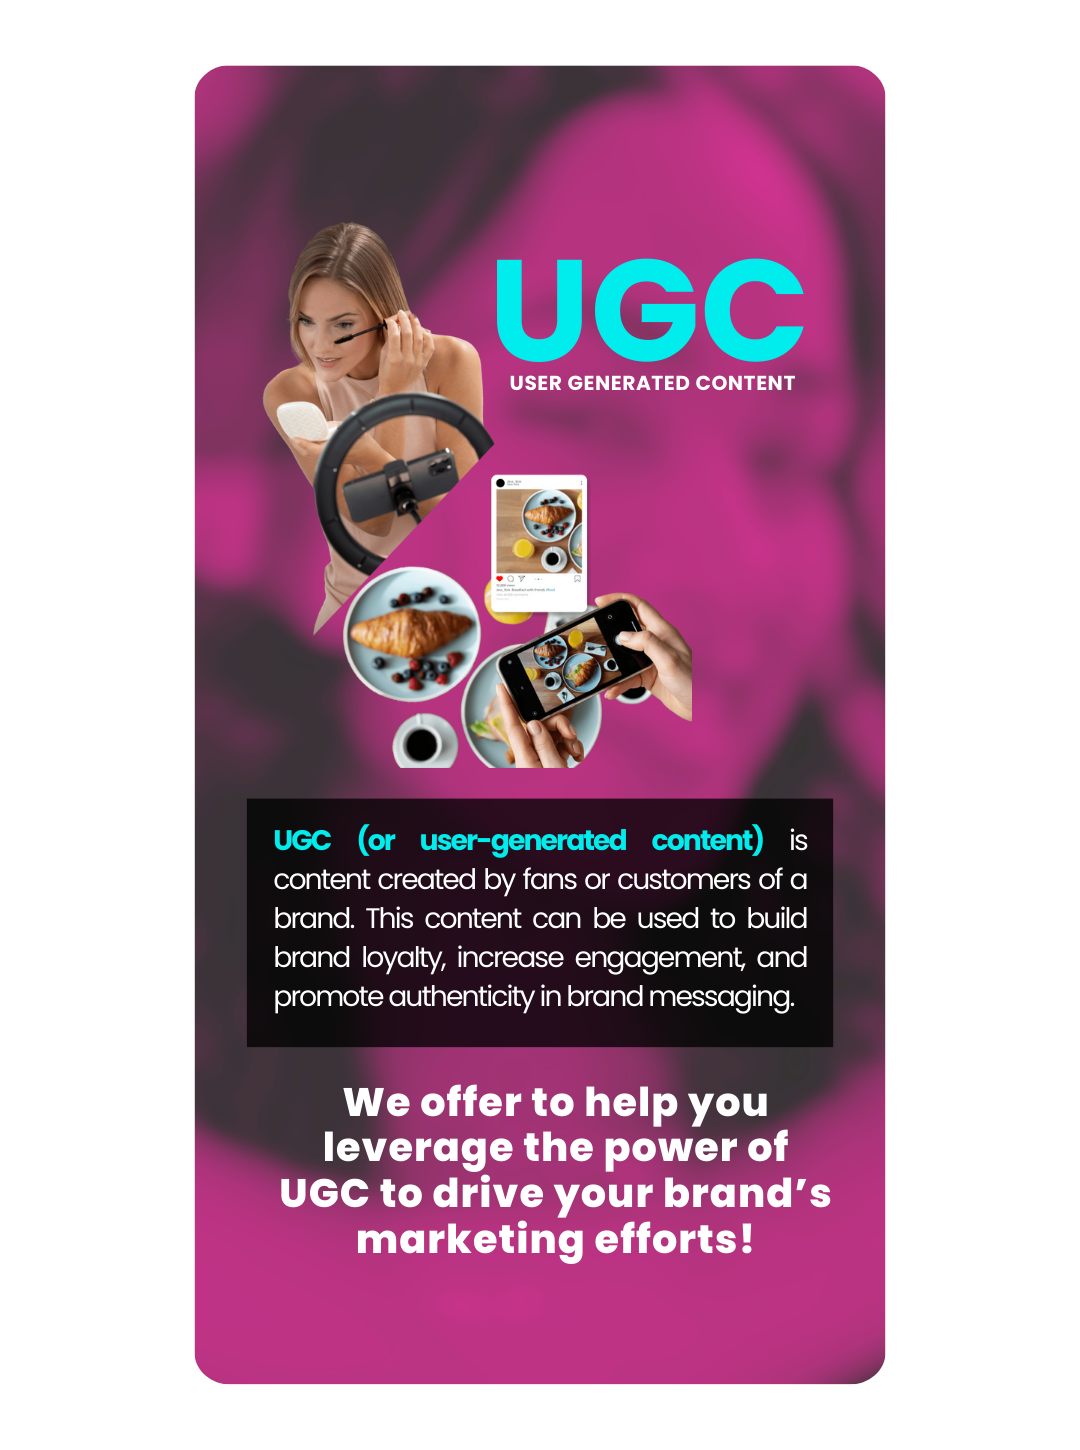 UGC
USER GENERATED CONTENT
UGC (or user-generated content) is
content created by fans or customers of a
brand. This content can be used to build
brand loyalty, increase engagement, and
promote authenticity in brand messaging.
We offer to help you
leverage the power of
UGC to drive your brand’s
marketing efforts!